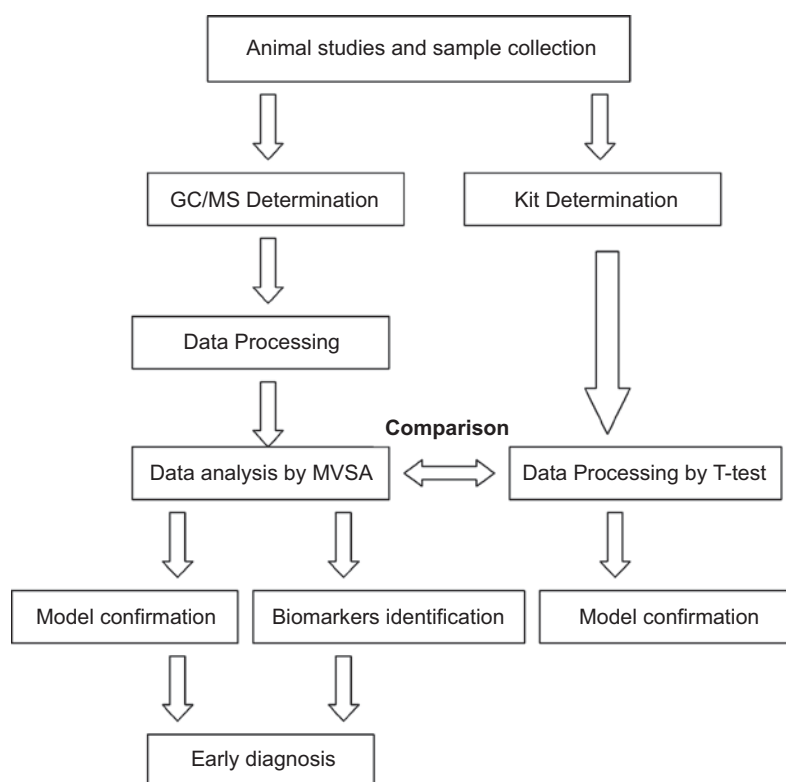 Animal studies and sample collection
GC/MS Determination
Kit Determination
Data Processing
Comparison
Data analysis by MVSA
Data Processing by T-test
Model confirmation
Biomarkers identification
Model confirmation
Early diagnosis